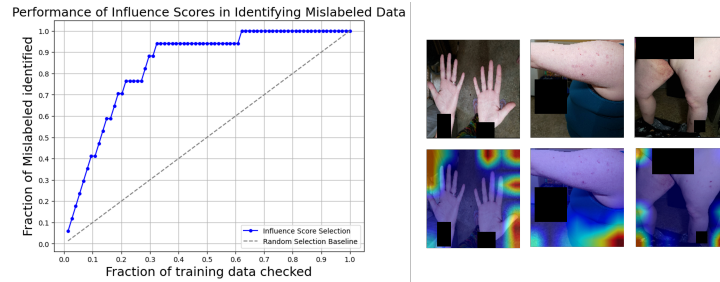 Performance of Influence Scores in Identifying Mislabeled Data
Fraction of Mislabeled identified
1.0
0.9
0.8
0.7
0.6
0.5
0.4
0.3
0.2
0.1
0.0
Influence Score Selection
Random Selection Baseline
0.0 0.1 0.2 0.3 0.4 0.5 0.6 0.7 0.8 0.9 1.0
Fraction of training data checked